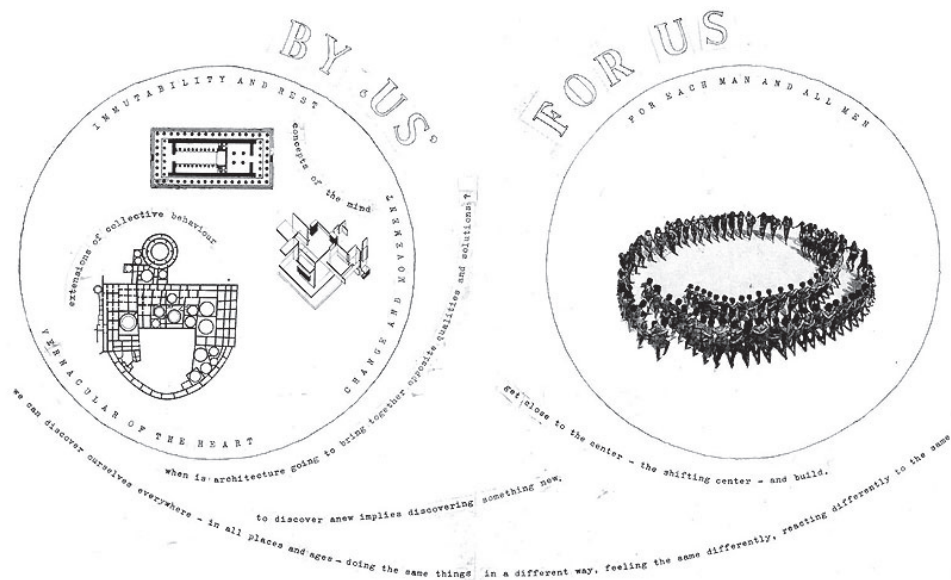 BY US,
FOR US
IMMUTABILITY AND REST
CHANGE AND MOVEMENT
VERNACULAR OF THE HEART
concepts of the mind
extensions of collective behaviour
when is architecture going to bring together opposite qualities and solutions?
FOR EACH MAN AND ALL MEN
get close to the center - the shifting center - and build.
to discover anew implies discovering something new.
we can discover ourselves everywhere - in all places and ages - doing the same things in a different way, feeling the same differently, reacting differently to the same